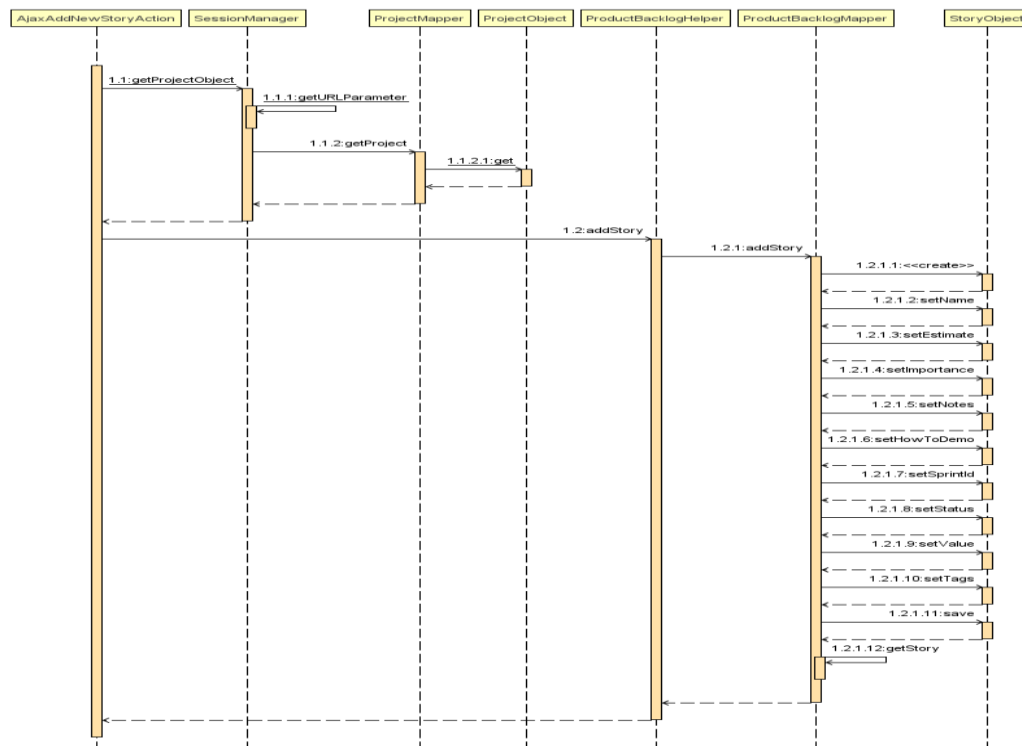 AjaxAddNewStoryAction SessionManager ProjectMapper ProjectObject ProductBacklogHelper ProductBacklogMapper StoryObject
1.1:getProjectObject
1.1.1:getURLParameter
1.1.2:getProject
1.1.2.1:get
1.2:addStory
1.2.1:addStory
1.2.1.1:<<create>>
1.2.1.2:setName
1.2.1.3:setEstimate
1.2.1.4:setImportance
1.2.1.5:setNotes
1.2.1.6:setHowToDemo
1.2.1.7:setSprintId
1.2.1.8:setStatus
1.2.1.9:setValue
1.2.1.10:setTags
1.2.1.11:save
1.2.1.12:getStory